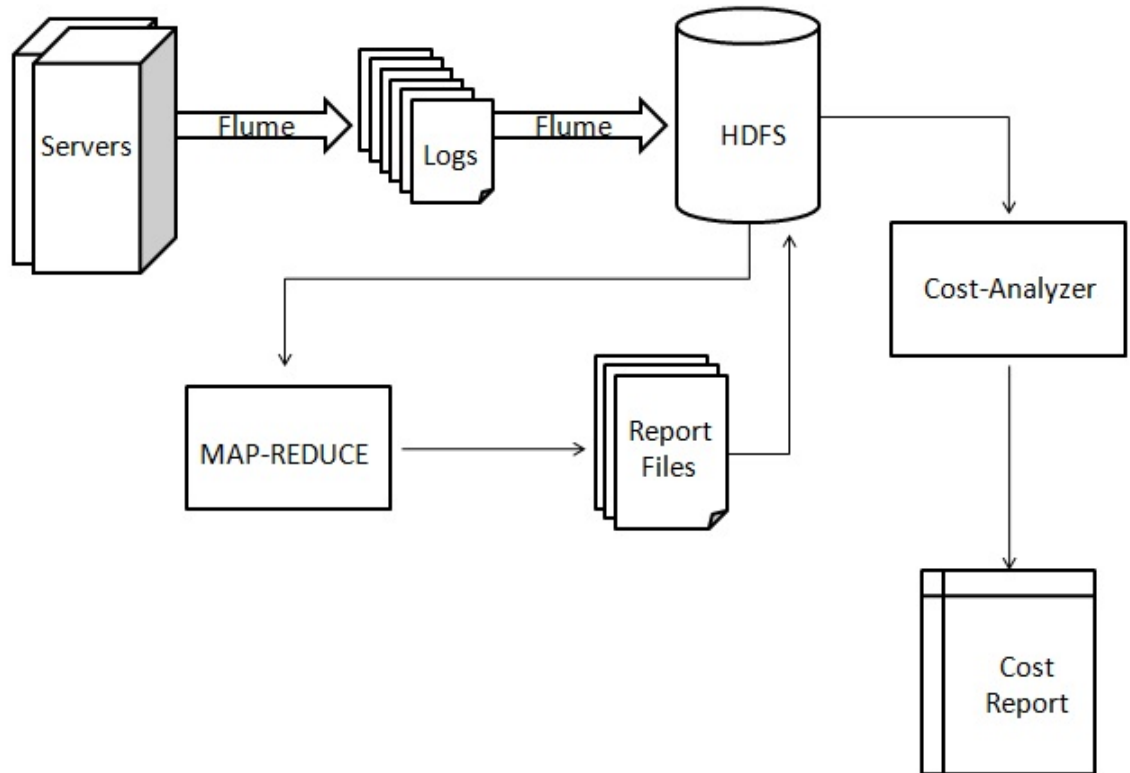 Servers
Flume
Logs
Flume
HDFS
Cost-Analyzer
MAP-REDUCE
Report
Files
Cost
Report